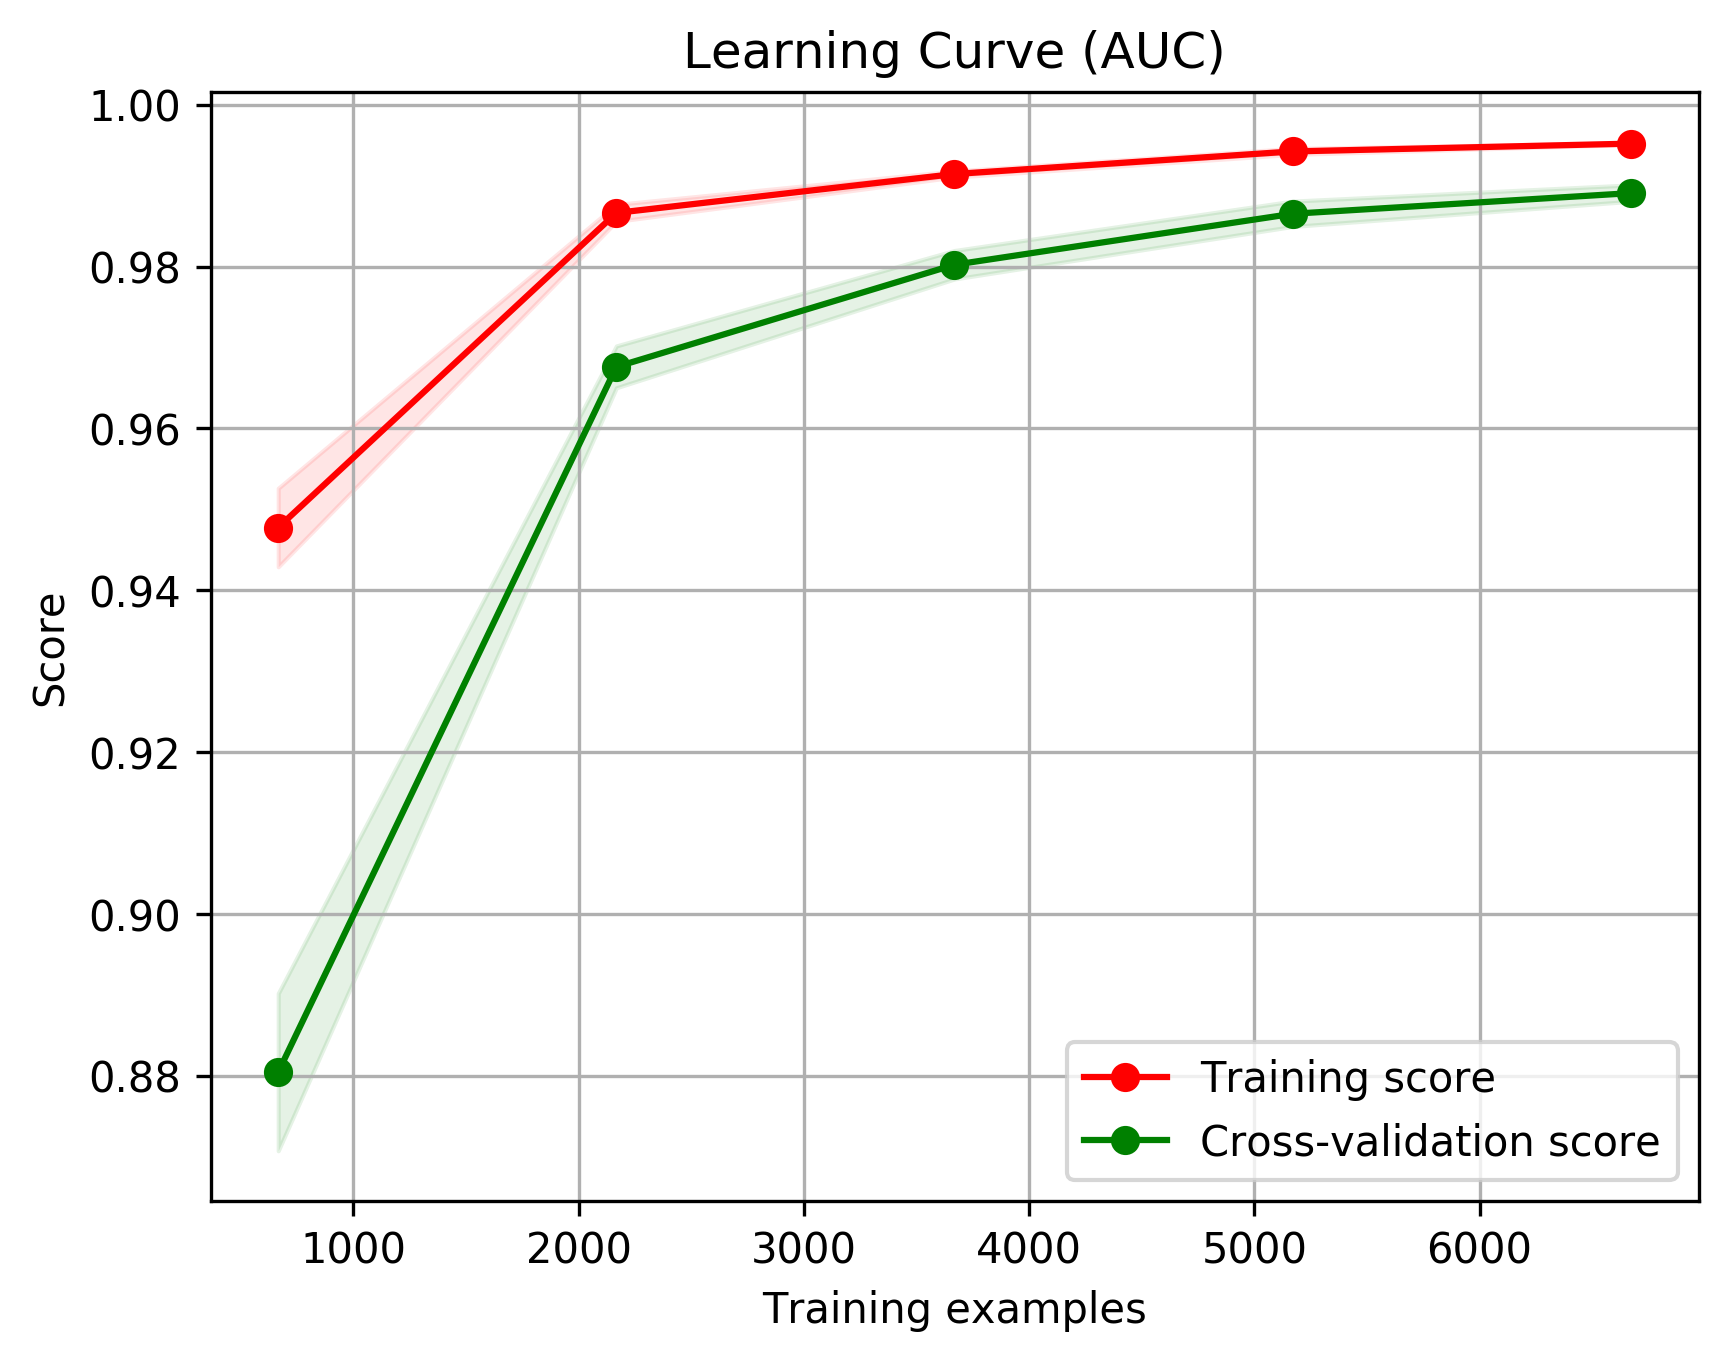 Learning Curve (AUC)
1.00
0.98
0.96
0.94
0.92
0.90
0.88
Score
Training score
Cross-validation score
1000 2000 3000 4000 5000 6000
Training examples